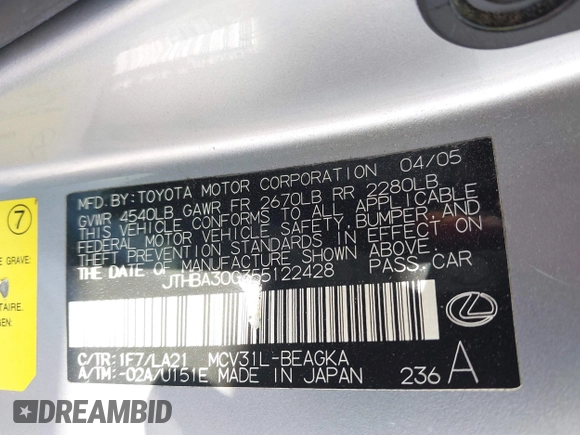 MFD. BY: TOYOTA MOTOR CORPORATION 04/05
GVWR 4540LB GAWR FR 2670LB RR 2280LB
THIS VEHICLE CONFORMS TO ALL APPLICABLE
FEDERAL MOTOR VEHICLE SAFETY, BUMPER, AND
THEFT PREVENTION STANDARDS IN EFFECT ON
THE DATE OF MANUFACTURE SHOWN ABOVE.
JTHBA30G355122428 PASS. CAR
C/TR: 1F7/LA21 MCV31L-BEAGKA
A/TM: -02A/U151E MADE IN JAPAN 236 A
7
E GRAVE:
DREAMBID